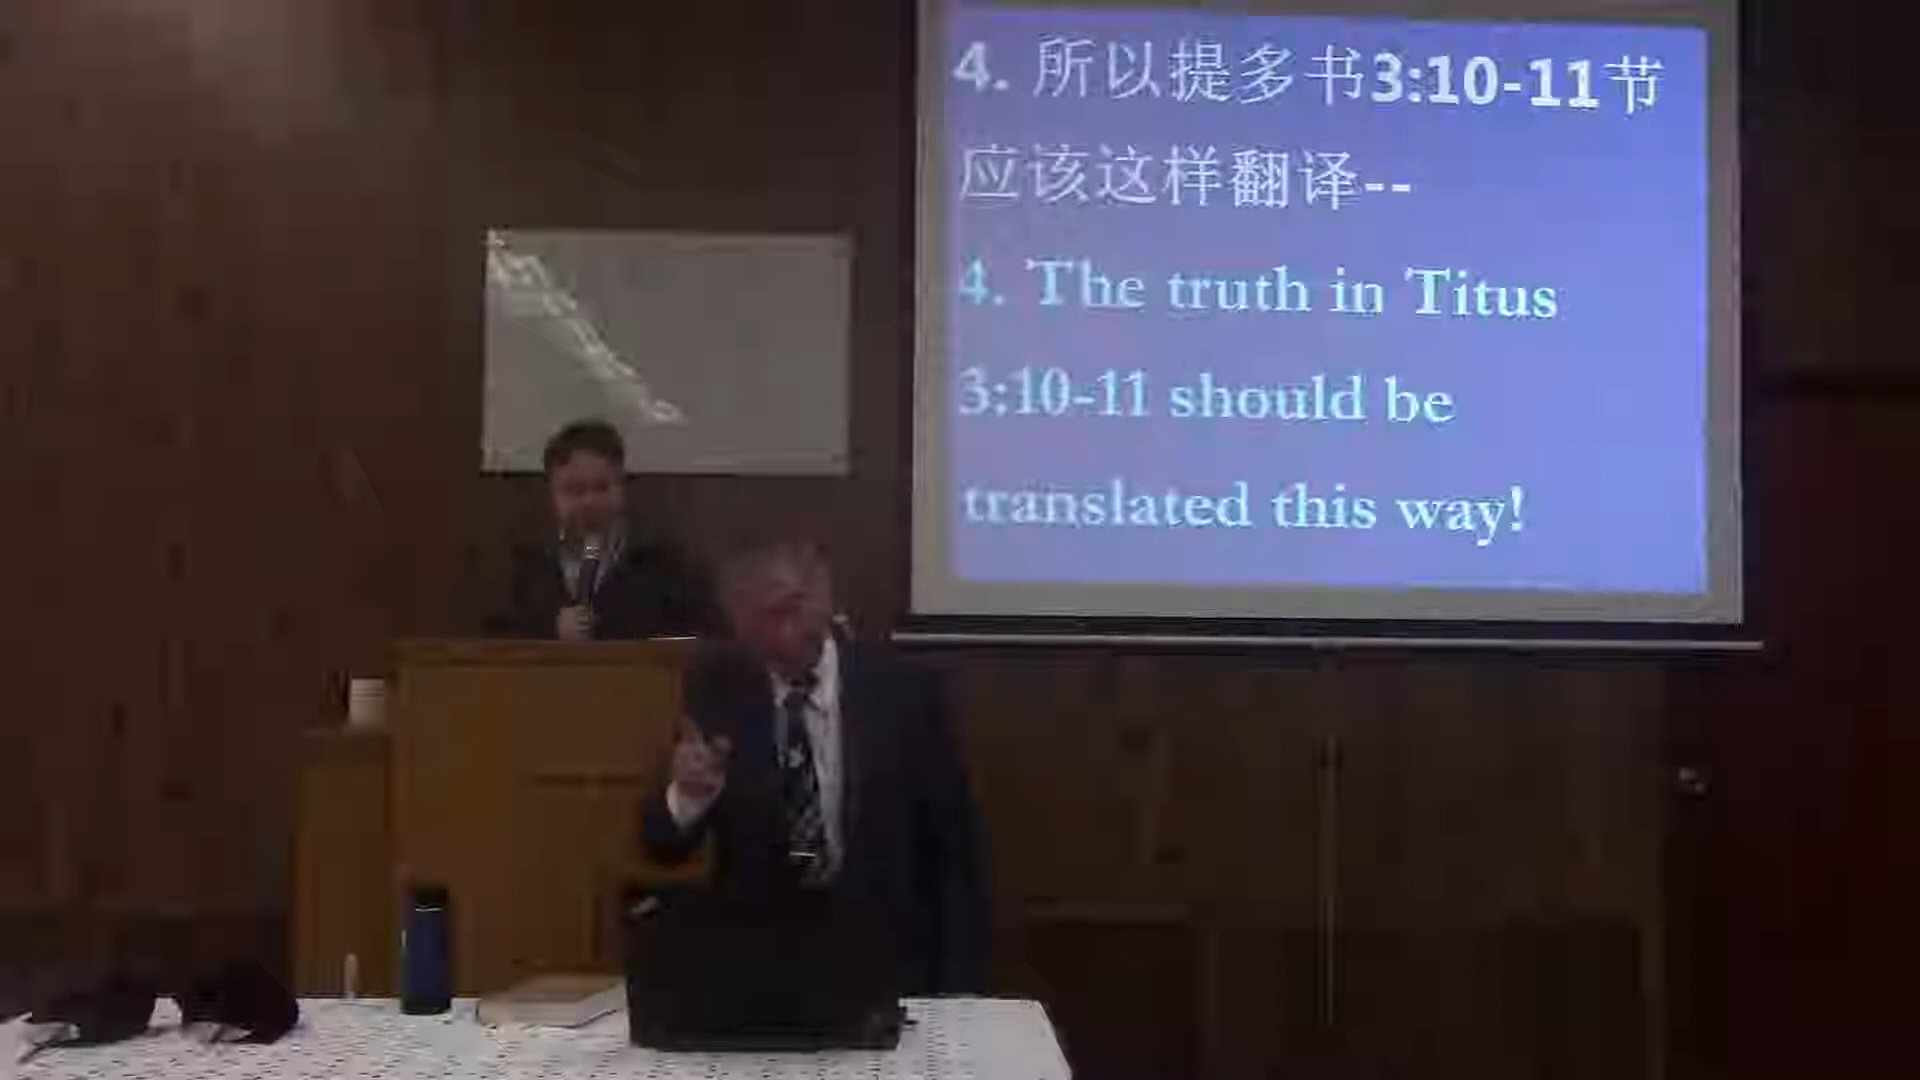 4. 所以提多书3:10-11节
应该这样翻译--
4. The truth in Titus
3:10-11 should be
translated this way!